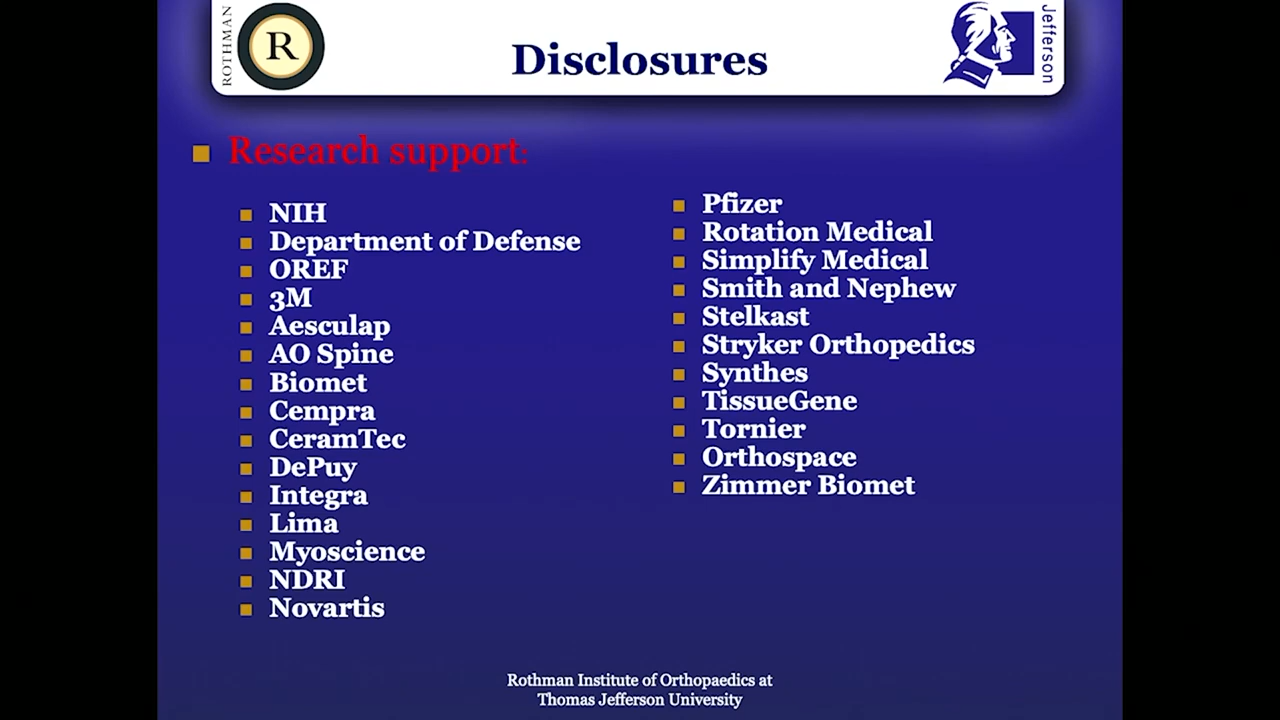 ROTHMAN
R
Disclosures
Jefferson
Research support:
NIH
Department of Defense
OREF
3M
Aesculap
AO Spine
Biomet
Cempra
CeramTec
DePuy
Integra
Lima
Myoscience
NDRI
Novartis
Pfizer
Rotation Medical
Simplify Medical
Smith and Nephew
Stelkast
Stryker Orthopedics
Synthes
TissueGene
Tornier
Orthospace
Zimmer Biomet
Rothman Institute of Orthopaedics at
Thomas Jefferson University